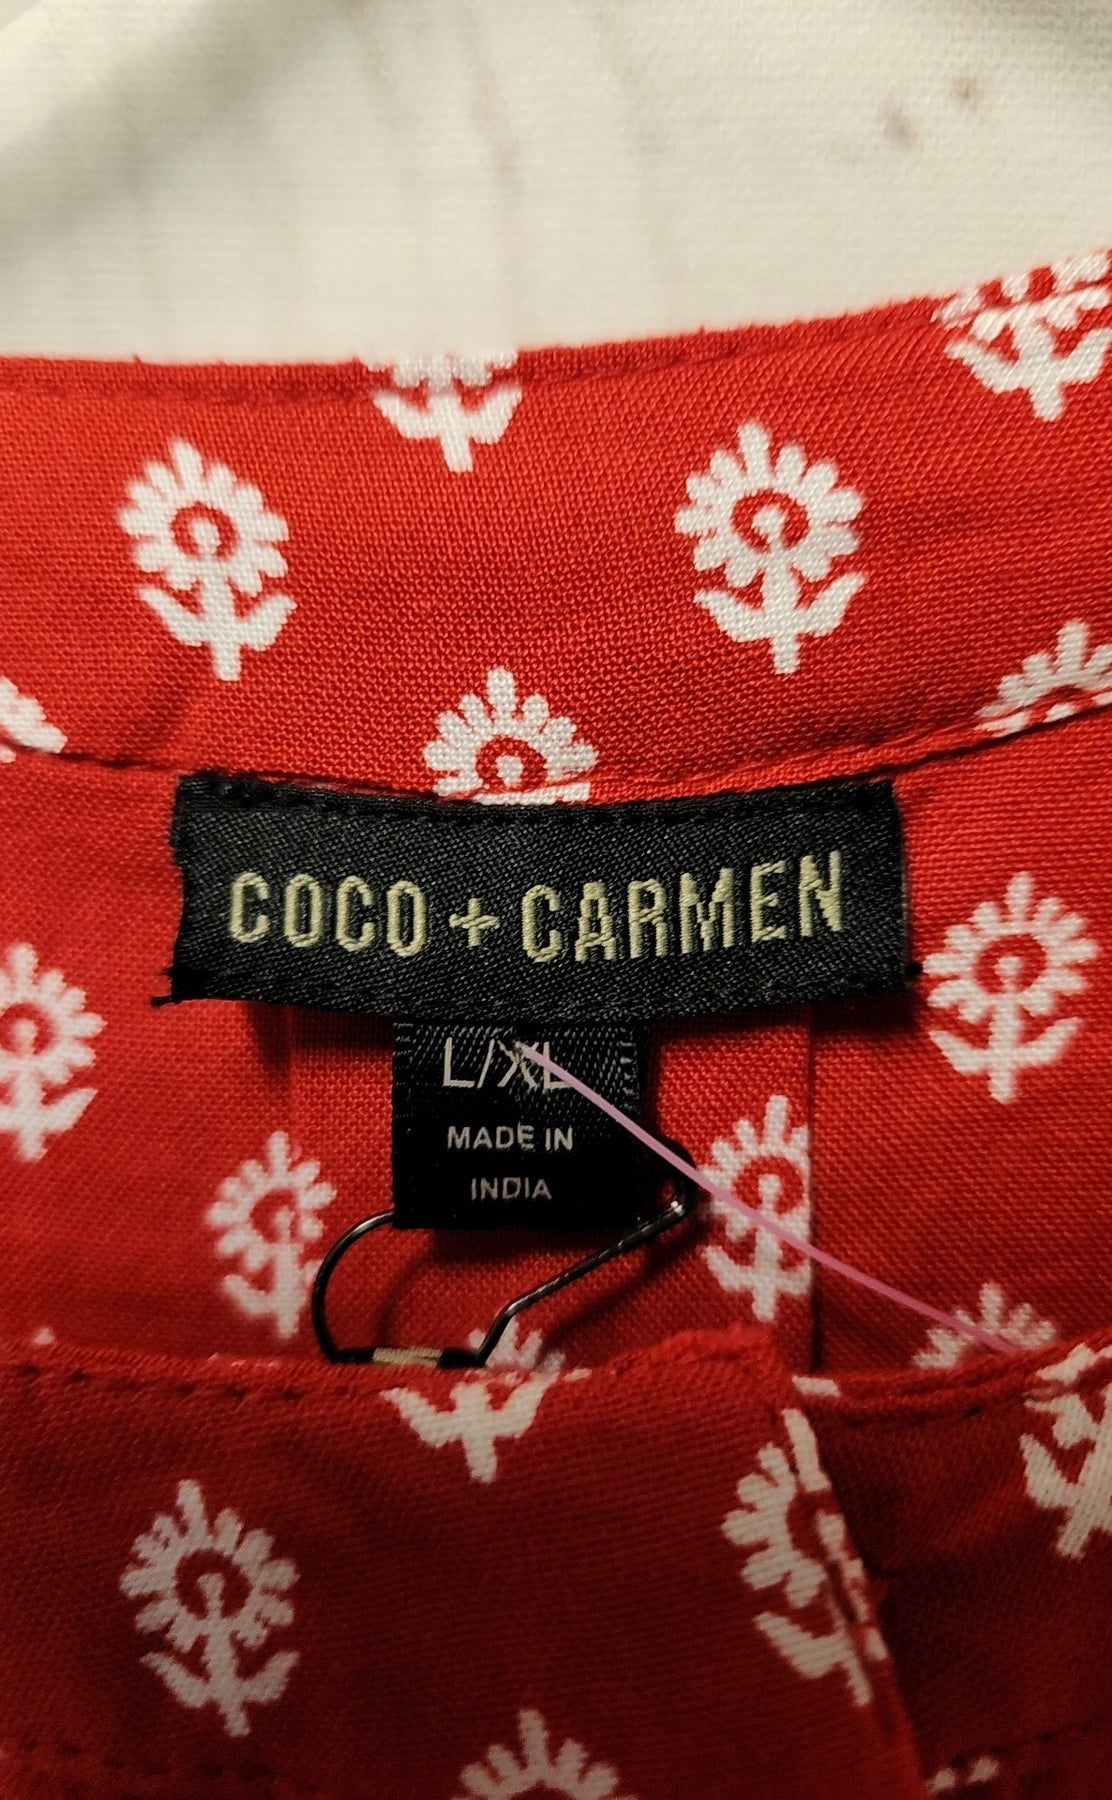 COCO + CARMEN
L/XL
MADE IN
INDIA